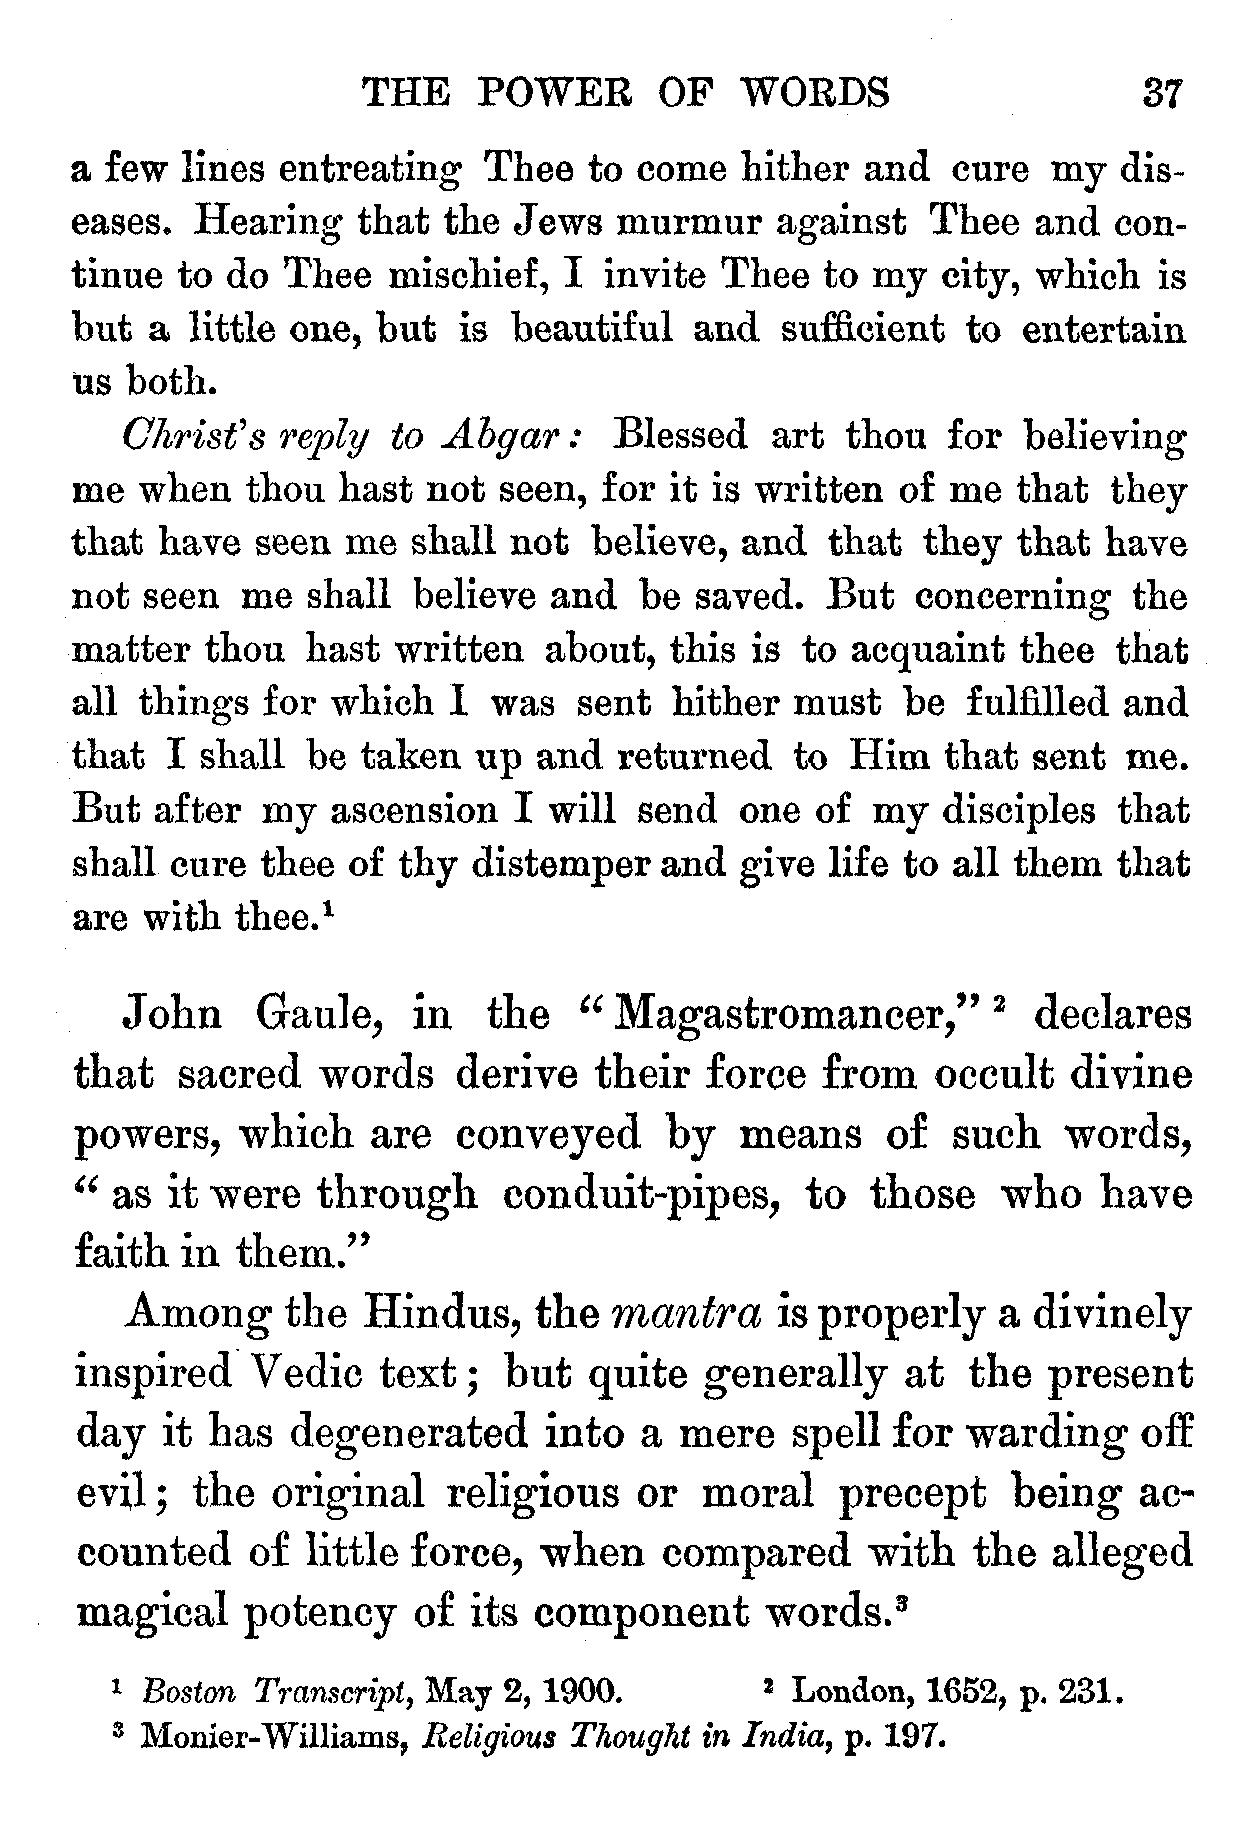 THE POWER OF WORDS 37
a few lines entreating Thee to come hither and cure my dis-
eases. Hearing that the Jews murmur against Thee and con-
tinue to do Thee mischief, I invite Thee to my city, which is
but a little one, but is beautiful and sufficient to entertain
us both.
Christ's reply to Abgar: Blessed art thou for believing
me when thou hast not seen, for it is written of me that they
that have seen me shall not believe, and that they that have
not seen me shall believe and be saved. But concerning the
matter thou hast written about, this is to acquaint thee that
all things for which I was sent hither must be fulfilled and
that I shall be taken up and returned to Him that sent me.
But after my ascension I will send one of my disciples that
shall cure thee of thy distemper and give life to all them that
are with thee.¹
John Gaule, in the “Magastromancer,” ² declares
that sacred words derive their force from occult divine
powers, which are conveyed by means of such words,
“as it were through conduit-pipes, to those who have
faith in them.”
Among the Hindus, the mantra is properly a divinely
inspired Vedic text; but quite generally at the present
day it has degenerated into a mere spell for warding off
evil; the original religious or moral precept being ac-
counted of little force, when compared with the alleged
magical potency of its component words.³
¹ Boston Transcript, May 2, 1900. ² London, 1652, p. 231.
³ Monier-Williams, Religious Thought in India, p. 197.